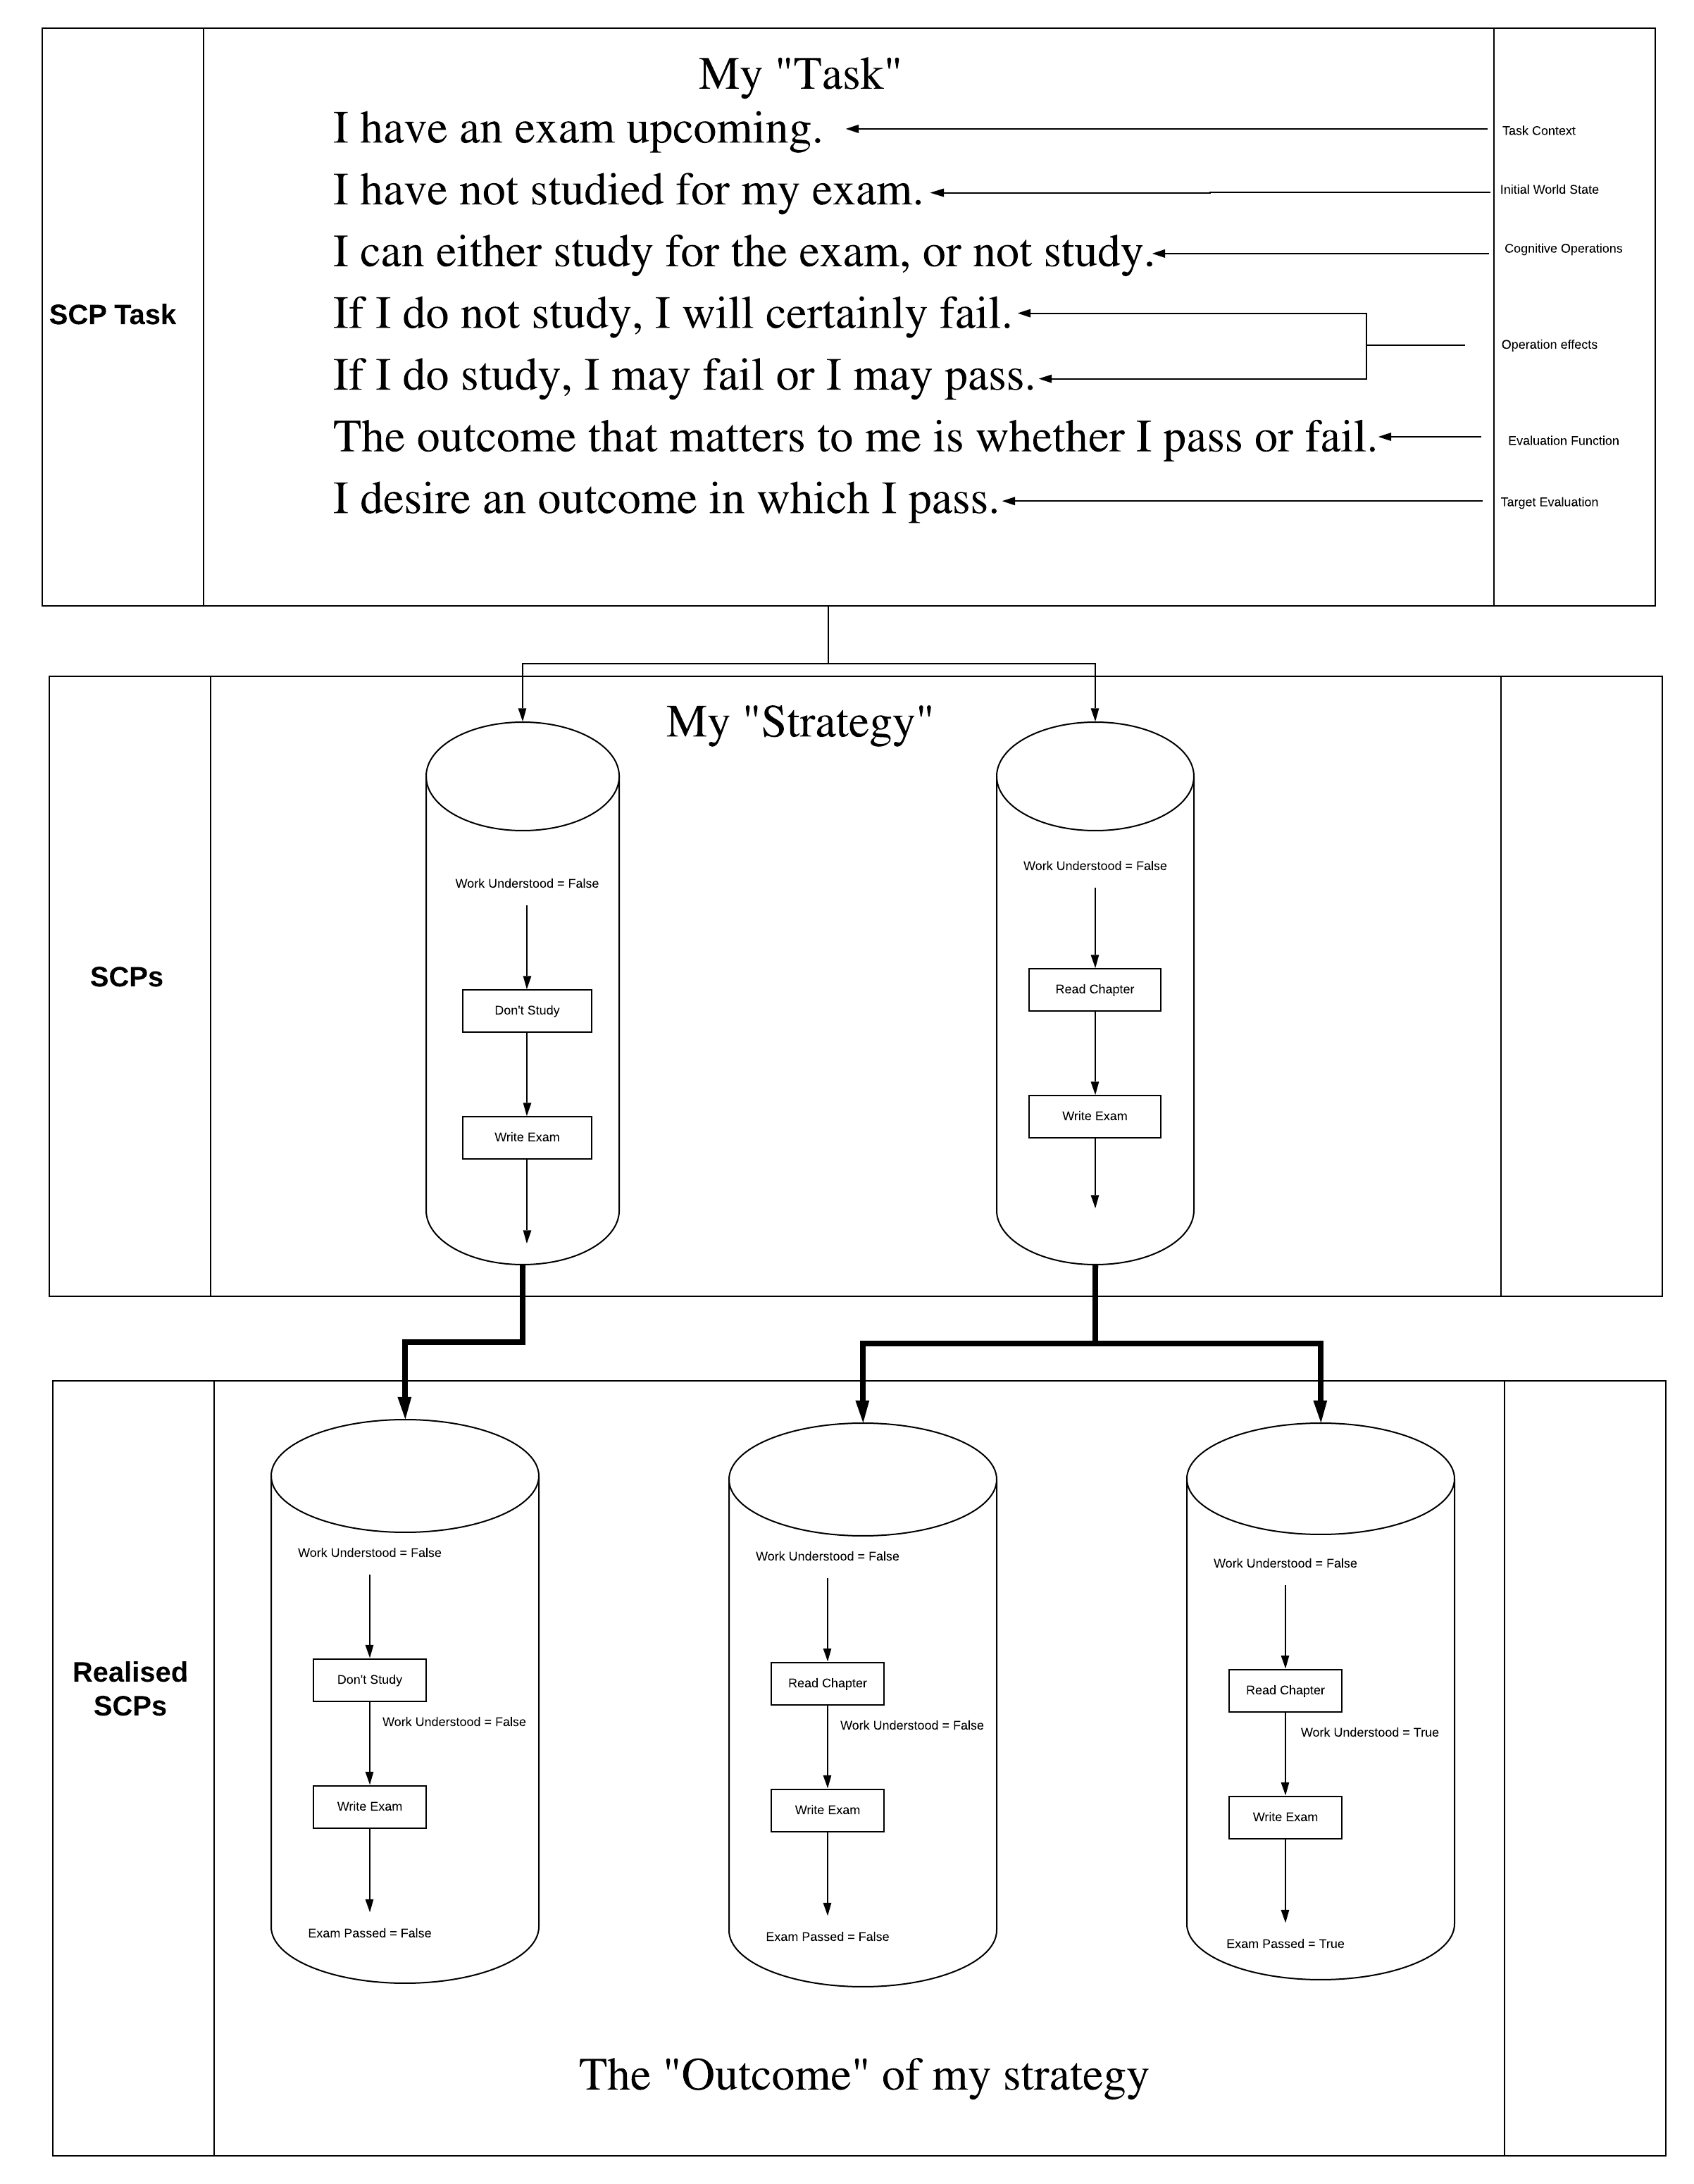 My "Task"
I have an exam upcoming.
Task Context
I have not studied for my exam.
Initial World State
I can either study for the exam, or not study.
Cognitive Operations
SCP Task
If I do not study, I will certainly fail.
Operation effects
If I do study, I may fail or I may pass.
The outcome that matters to me is whether I pass or fail.
Evaluation Function
I desire an outcome in which I pass.
Target Evaluation
My "Strategy"
SCPs
Work Understood = False
Don't Study
Write Exam
Work Understood = False
Read Chapter
Write Exam
Realised
SCPs
Work Understood = False
Don't Study
Work Understood = False
Write Exam
Exam Passed = False
Work Understood = False
Read Chapter
Work Understood = False
Write Exam
Exam Passed = False
Work Understood = False
Read Chapter
Work Understood = True
Write Exam
Exam Passed = True
The "Outcome" of my strategy